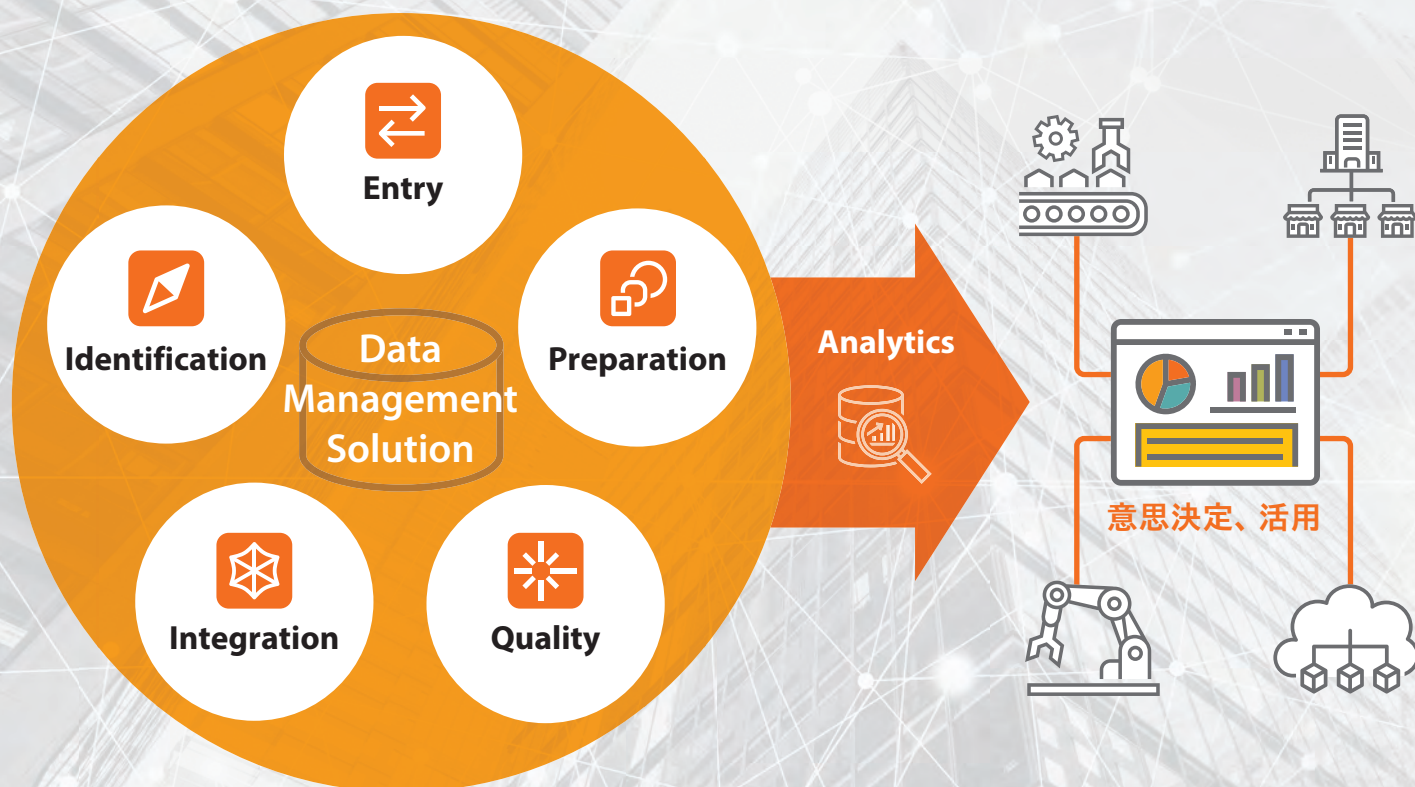 Entry
Identification
Data
Management
Solution
Preparation
Integration
Quality
Analytics
意思決定、活用